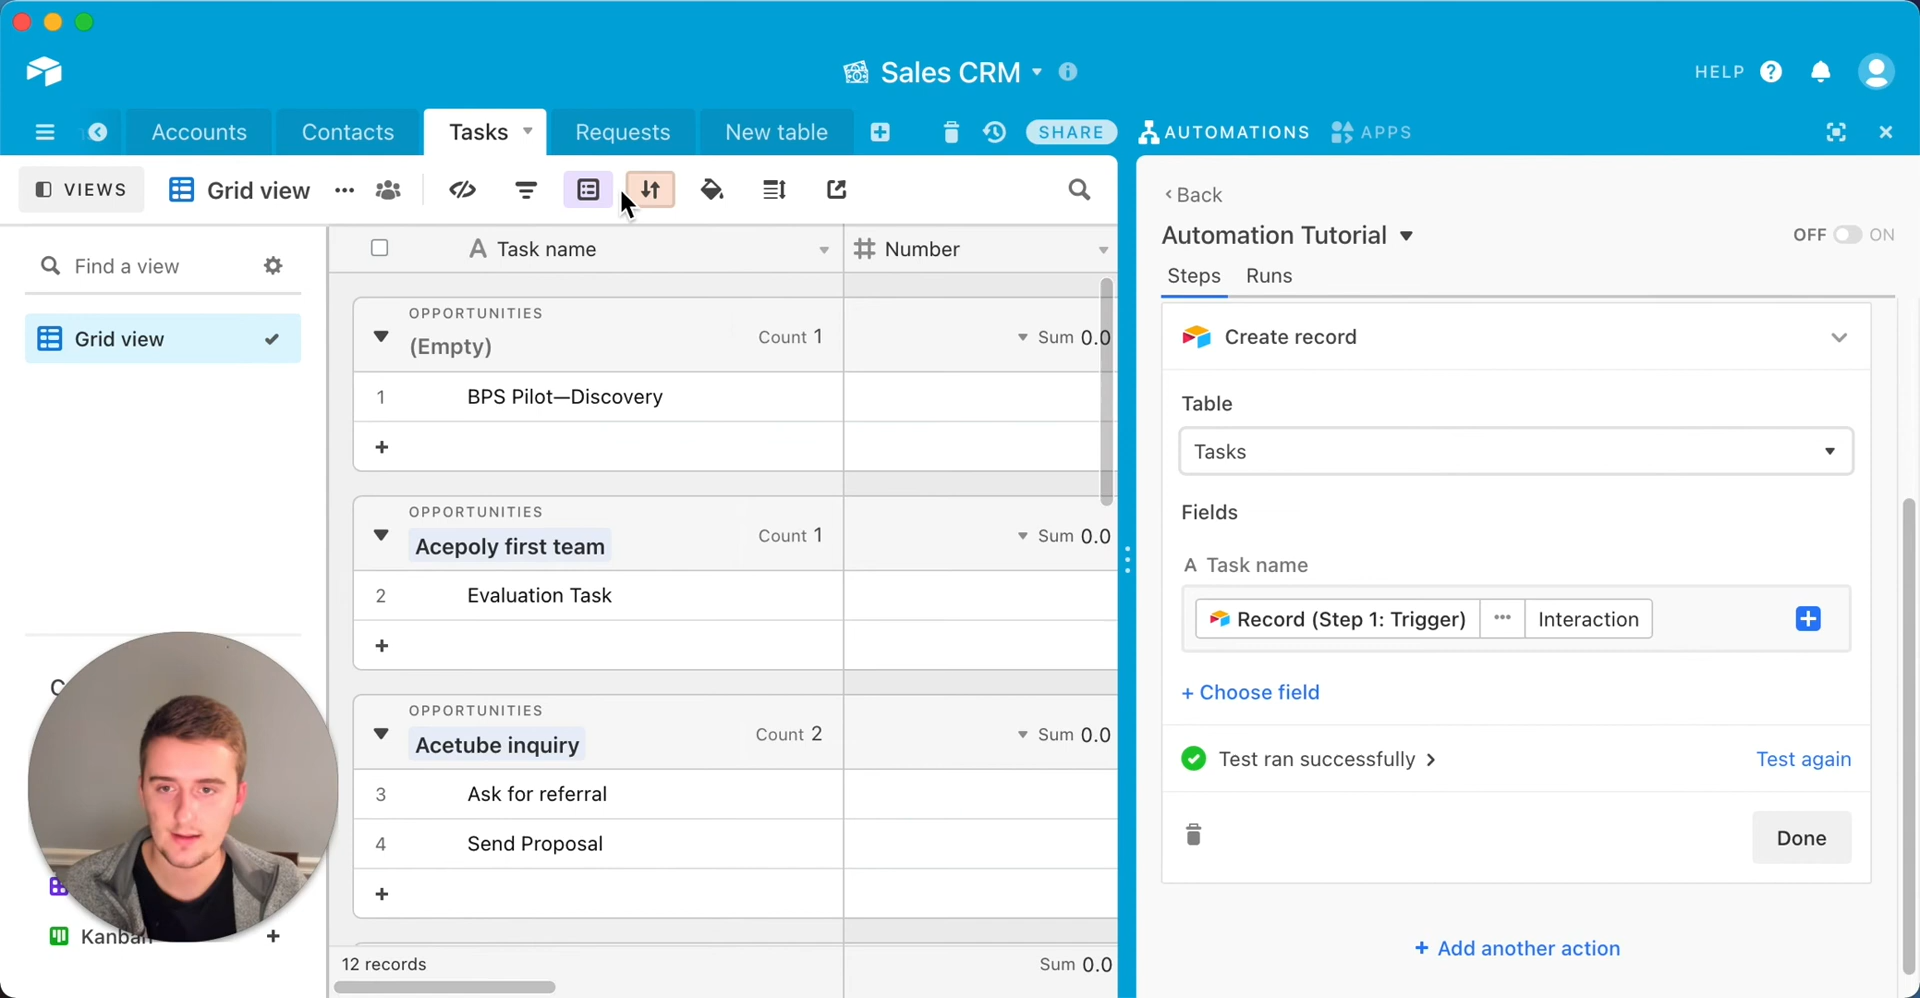 Sales CRM
HELP
Accounts
Contacts
Tasks
Requests
New table
SHARE
AUTOMATIONS
APPS
VIEWS
Grid view
Find a view
Grid view
Kanban
Task name
Number
OPPORTUNITIES
(Empty)
Count 1
Sum 0.0
1
BPS Pilot—Discovery
+
OPPORTUNITIES
Acepoly first team
Count 1
Sum 0.0
2
Evaluation Task
+
OPPORTUNITIES
Acetube inquiry
Count 2
Sum 0.0
3
Ask for referral
4
Send Proposal
+
12 records
Sum 0.0
Back
Automation Tutorial
OFF
ON
Steps
Runs
Create record
Table
Tasks
Fields
A Task name
Record (Step 1: Trigger)
Interaction
+ Choose field
Test ran successfully
Test again
Done
+ Add another action